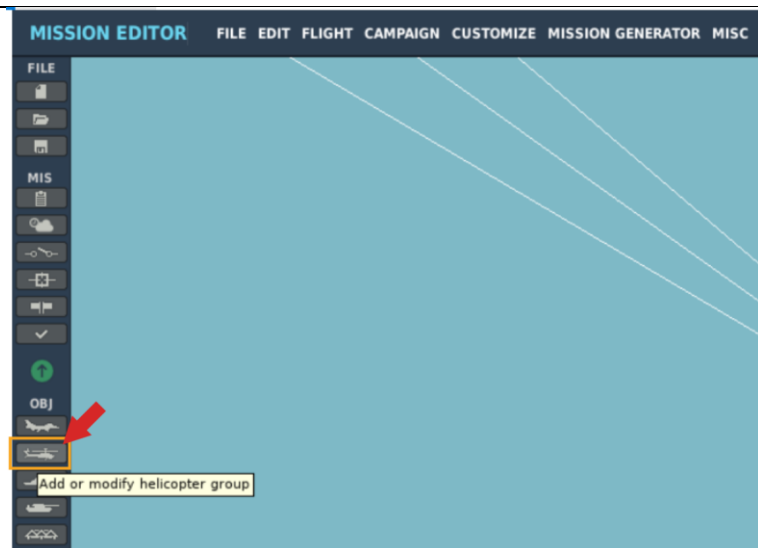 MISSION EDITOR FILE EDIT FLIGHT CAMPAIGN CUSTOMIZE MISSION GENERATOR MISC
FILE
MIS
OBJ
Add or modify helicopter group